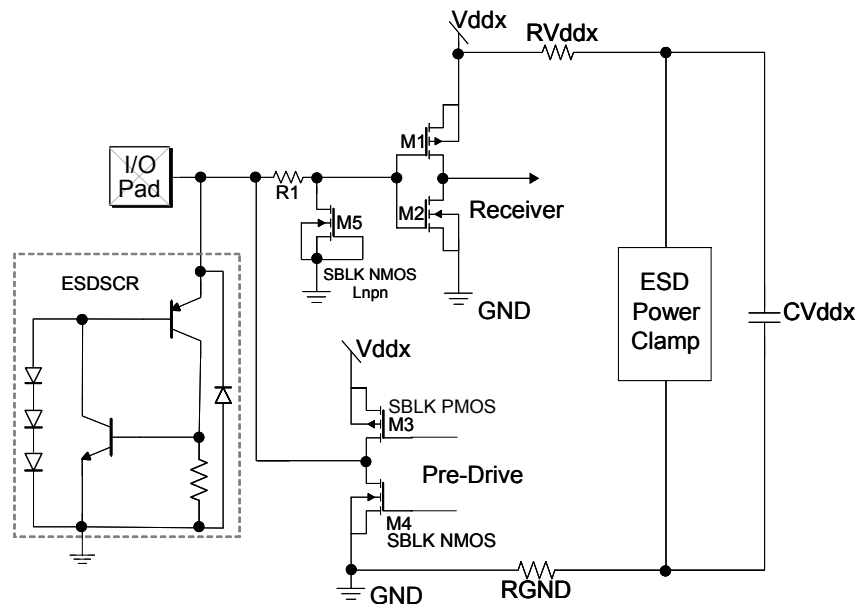 Vddx
RVddx
I/O
Pad
M1
R1
M2
Receiver
M5
ESDSCR
SBLK NMOS
Lnpn
GND
ESD
Power
Clamp
CVddx
Vddx
SBLK PMOS
M3
Pre-Drive
M4
SBLK NMOS
GND
RGND